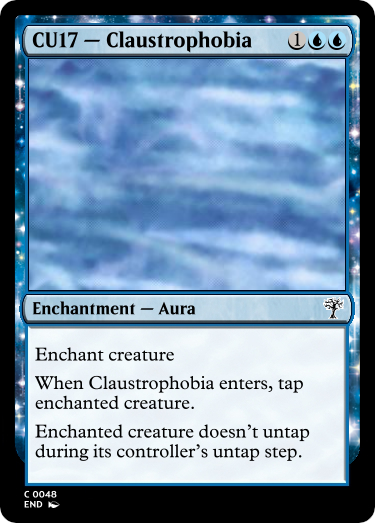 CU17 — Claustrophobia 1
Enchantment — Aura
Enchant creature
When Claustrophobia enters, tap
enchanted creature.
Enchanted creature doesn't untap
during its controller's untap step.
C 0048
END